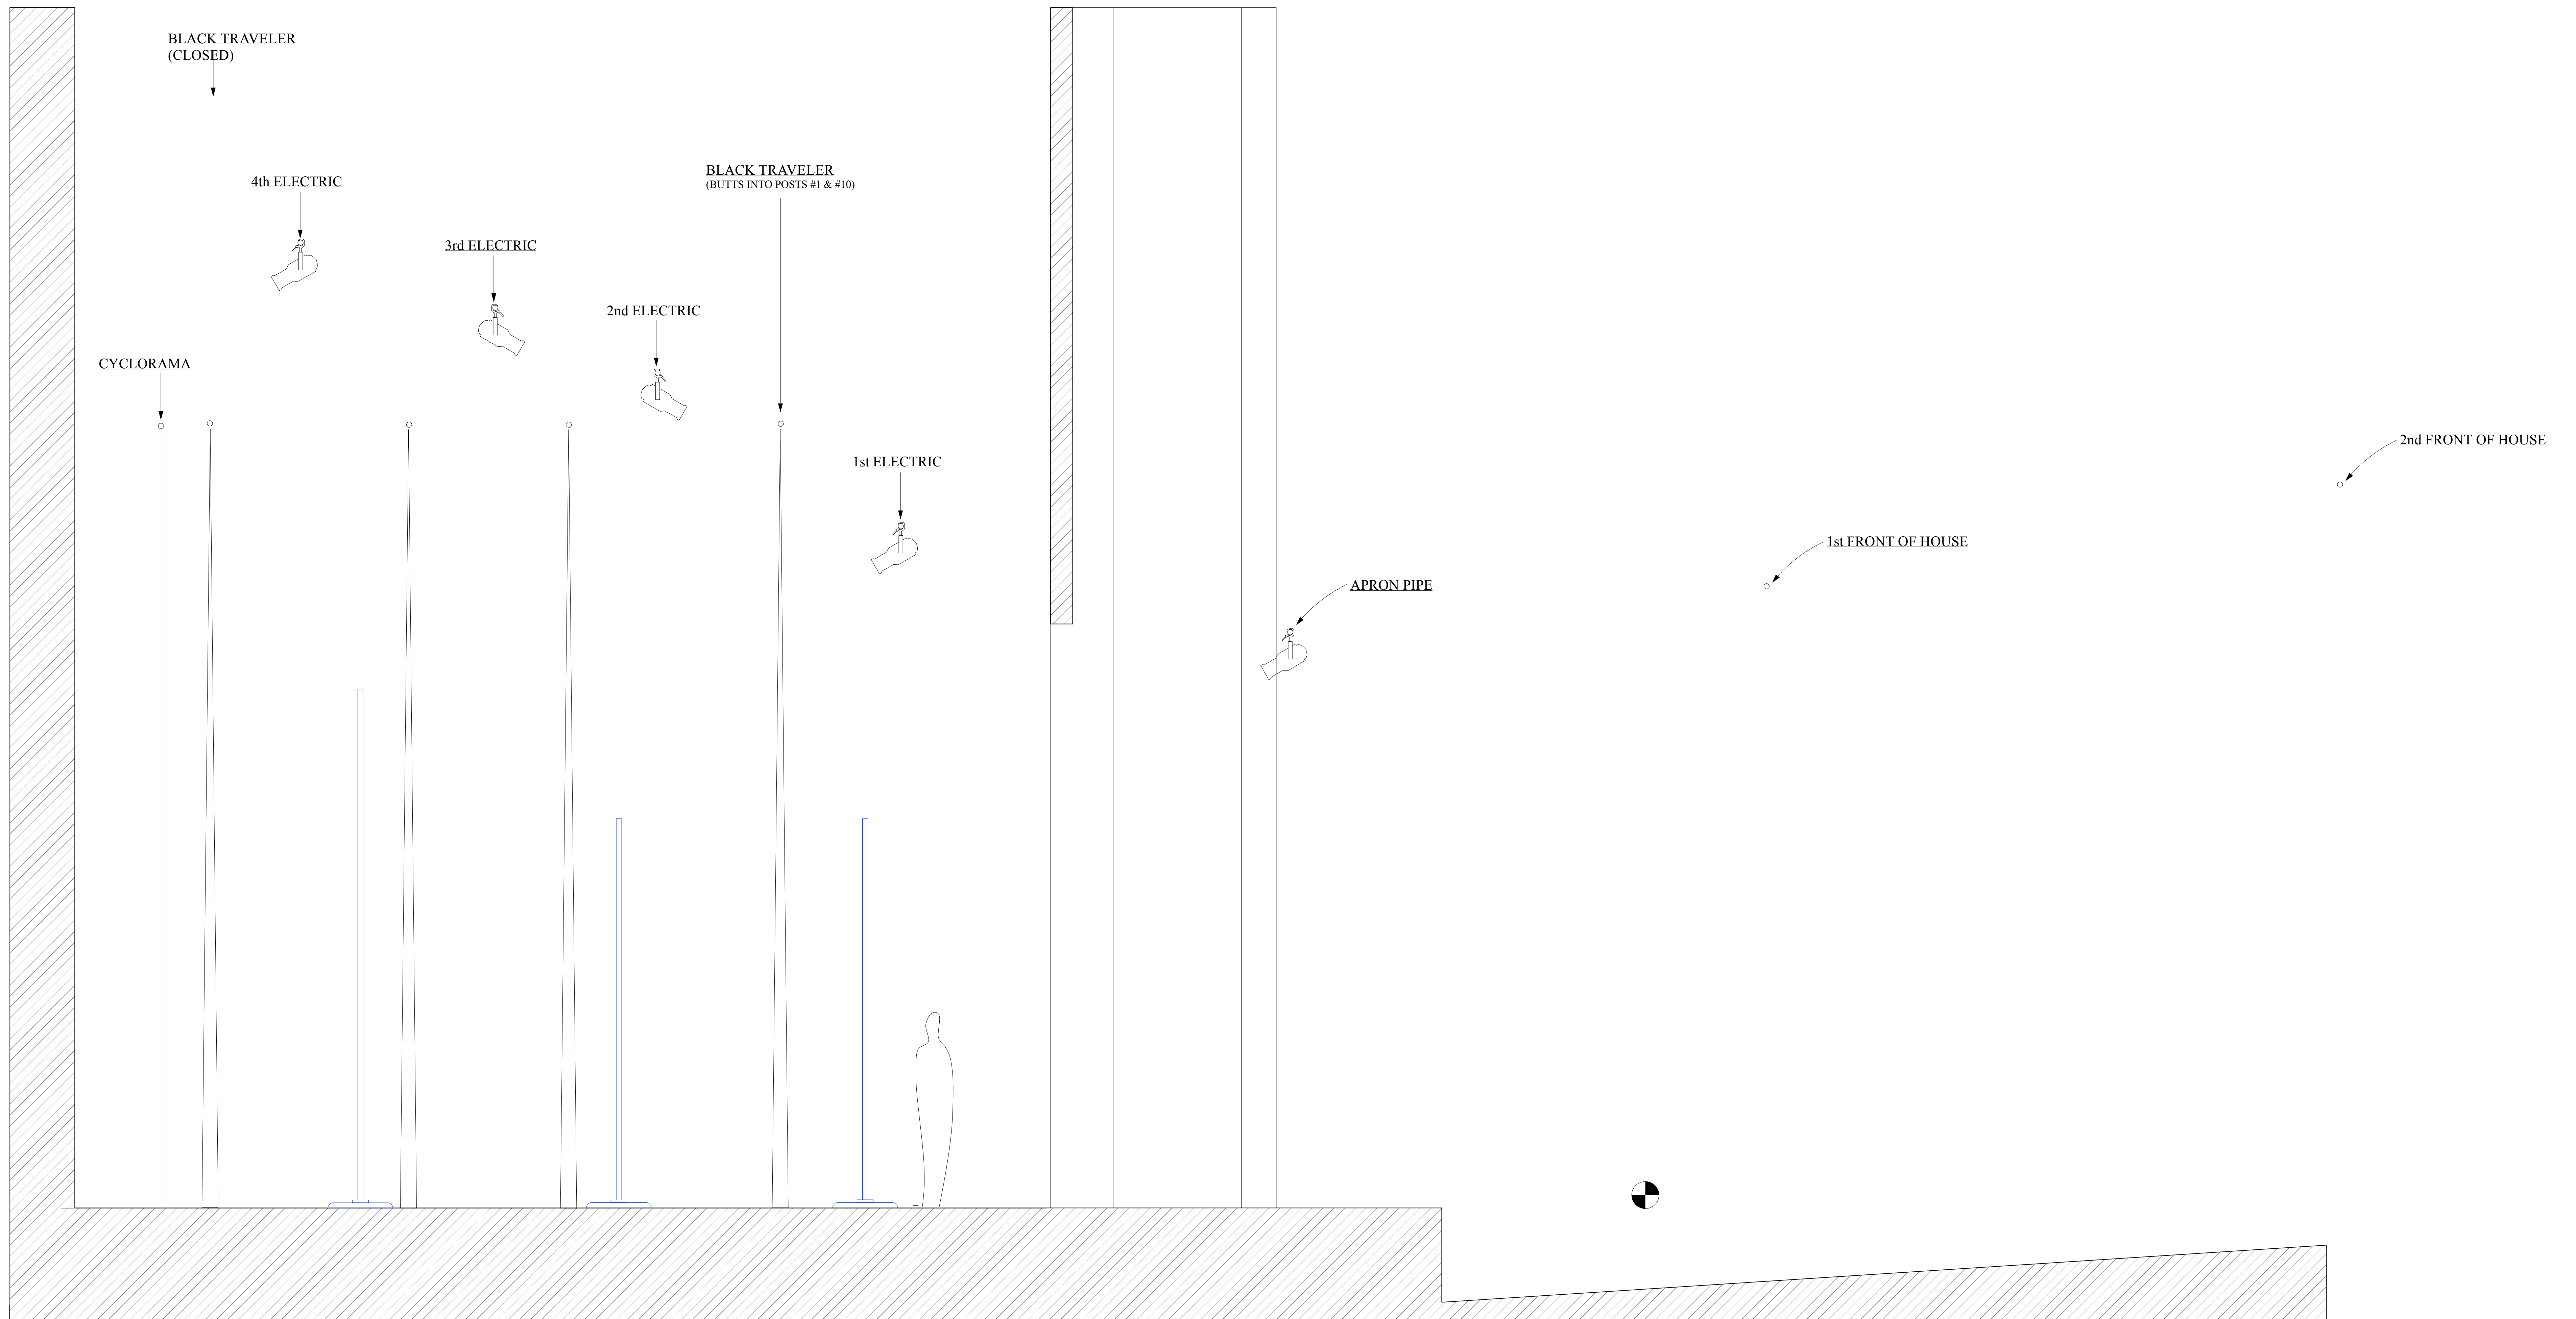 BLACK TRAVELER
(CLOSED)
4th ELECTRIC
BLACK TRAVELER
(BUTTS INTO POSTS #1 & #10)
3rd ELECTRIC
2nd ELECTRIC
CYCLORAMA
2nd FRONT OF HOUSE
1st ELECTRIC
1st FRONT OF HOUSE
APRON PIPE